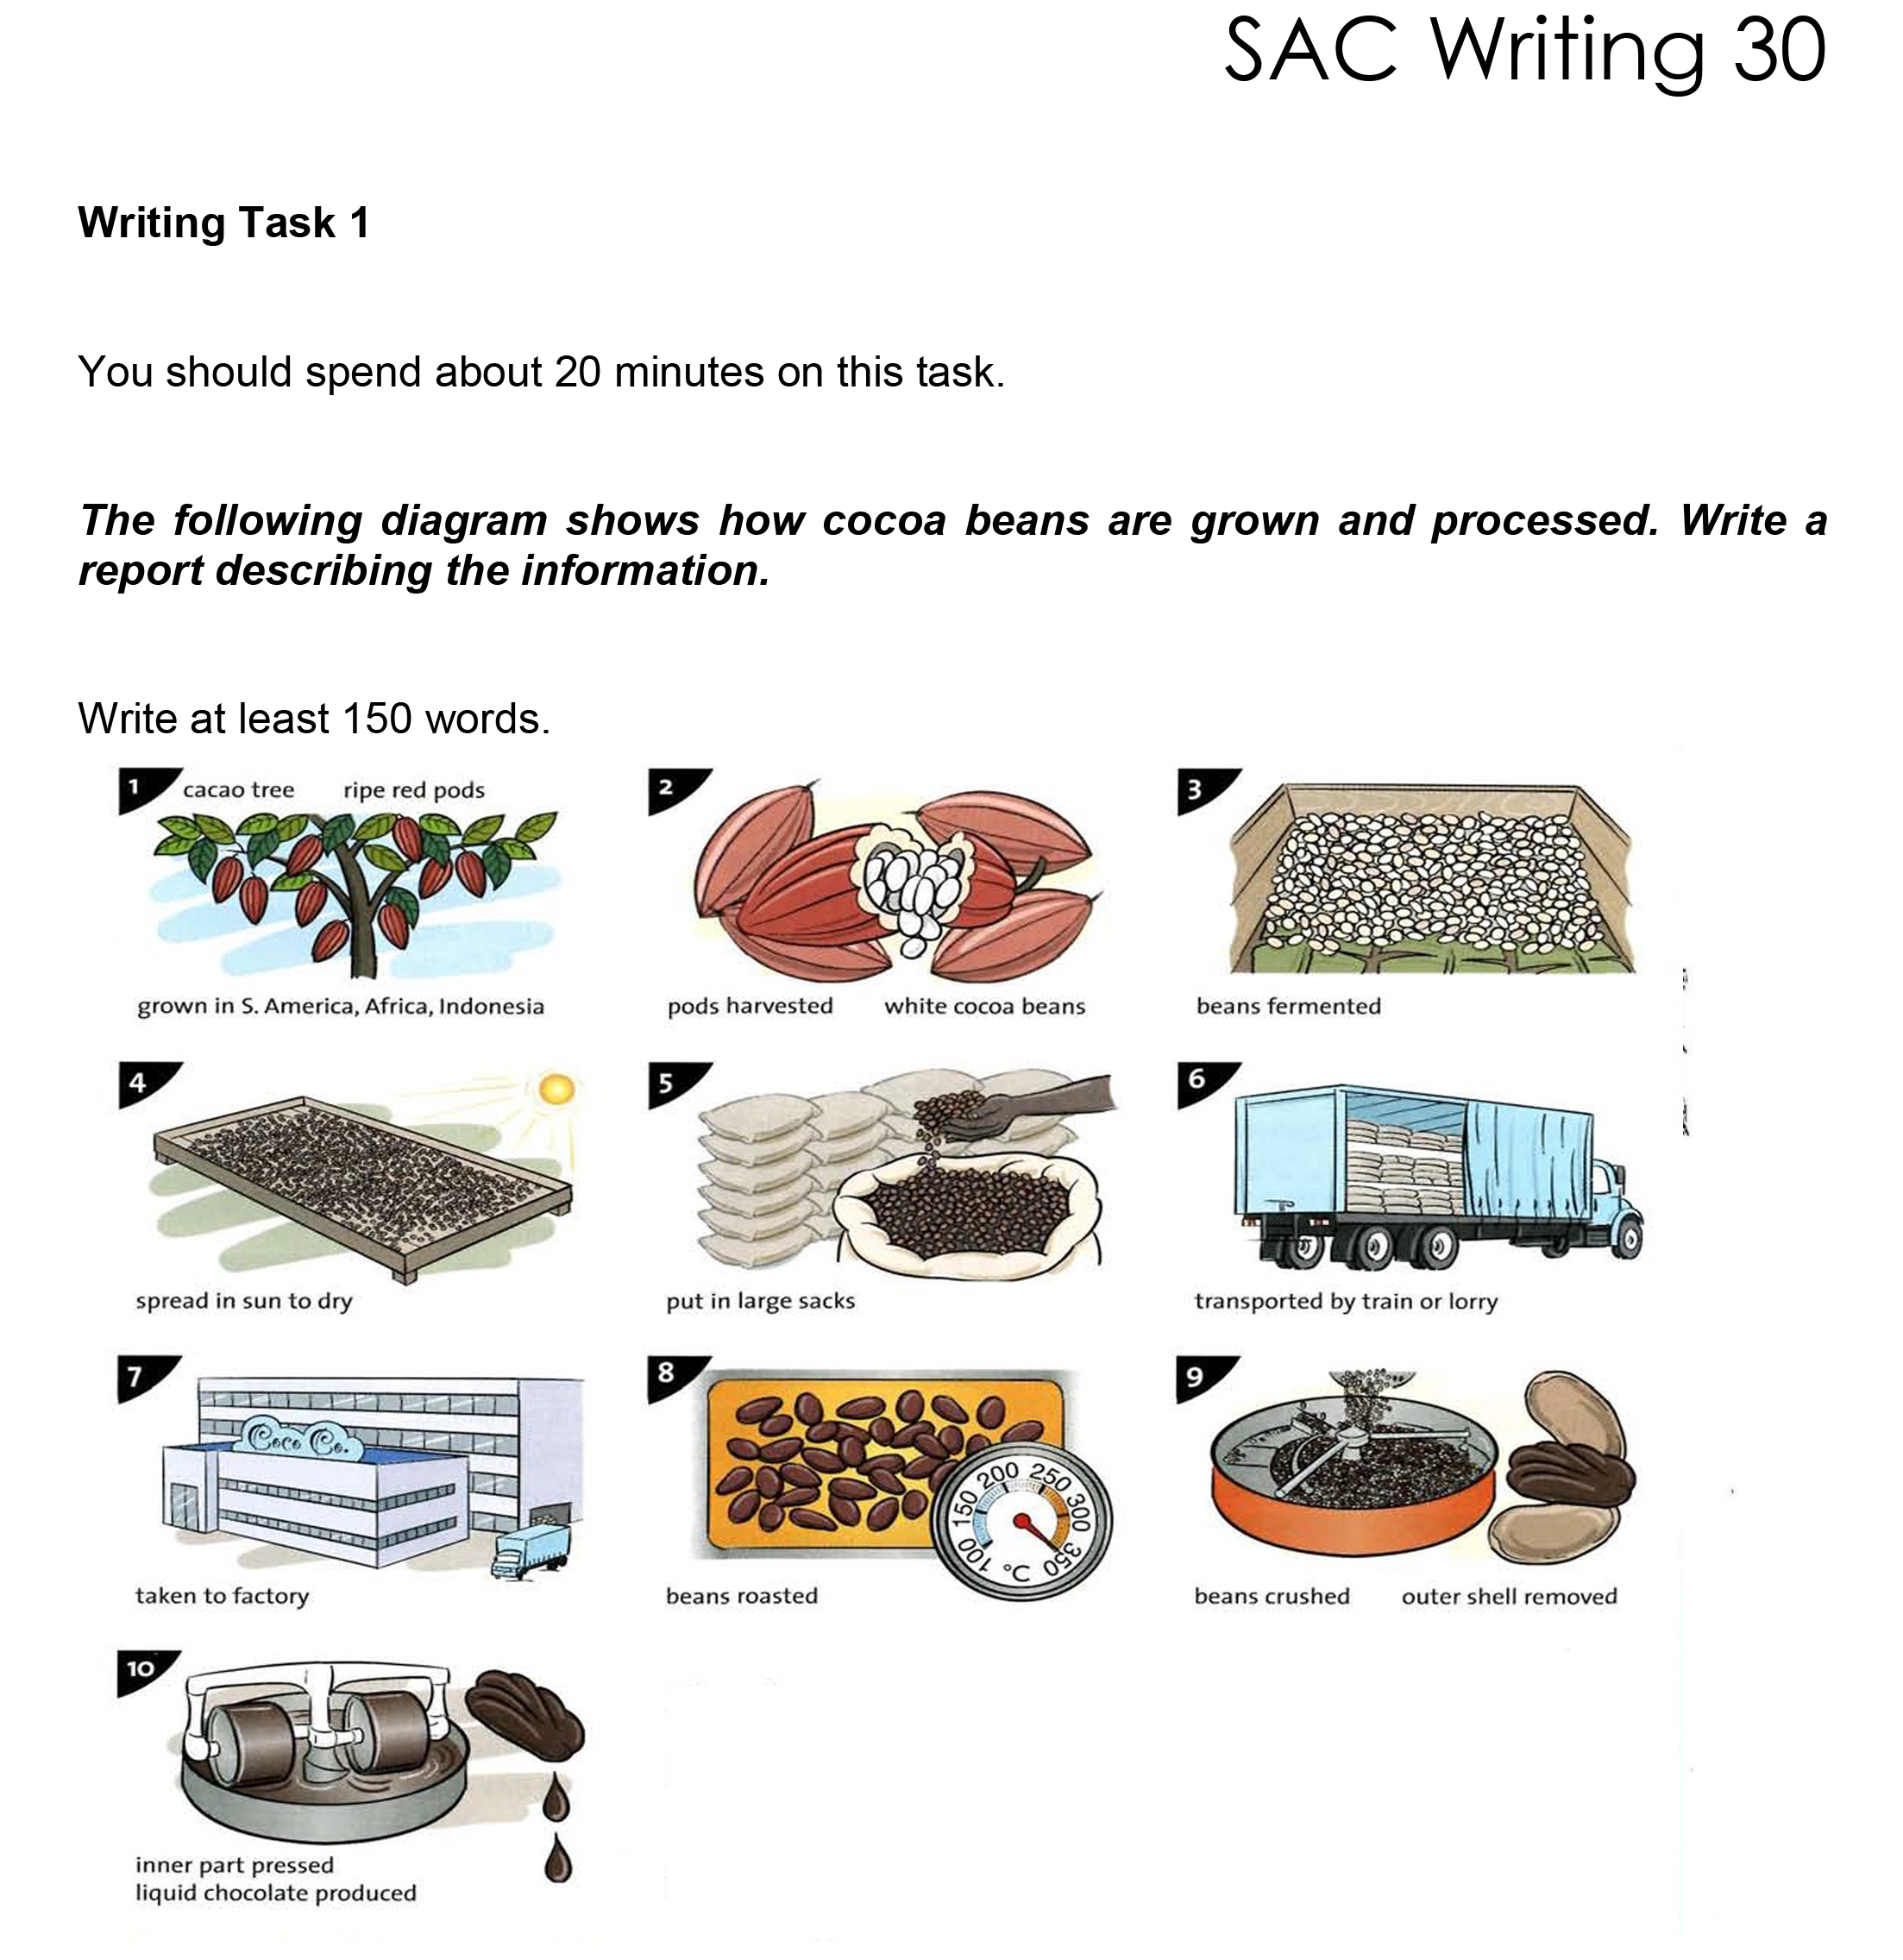 SAC Writing 30
Writing Task 1
You should spend about 20 minutes on this task.
The following diagram shows how cocoa beans are grown and processed. Write a
report describing the information.
Write at least 150 words.
1 cacao tree ripe red pods
grown in S. America, Africa, Indonesia
2
pods harvested white cocoa beans
3
beans fermented
4
spread in sun to dry
5
put in large sacks
6
transported by train or lorry
7
Coco Co.
taken to factory
8
100 150 200 250 300 350 °C
beans roasted
9
beans crushed outer shell removed
10
inner part pressed
liquid chocolate produced